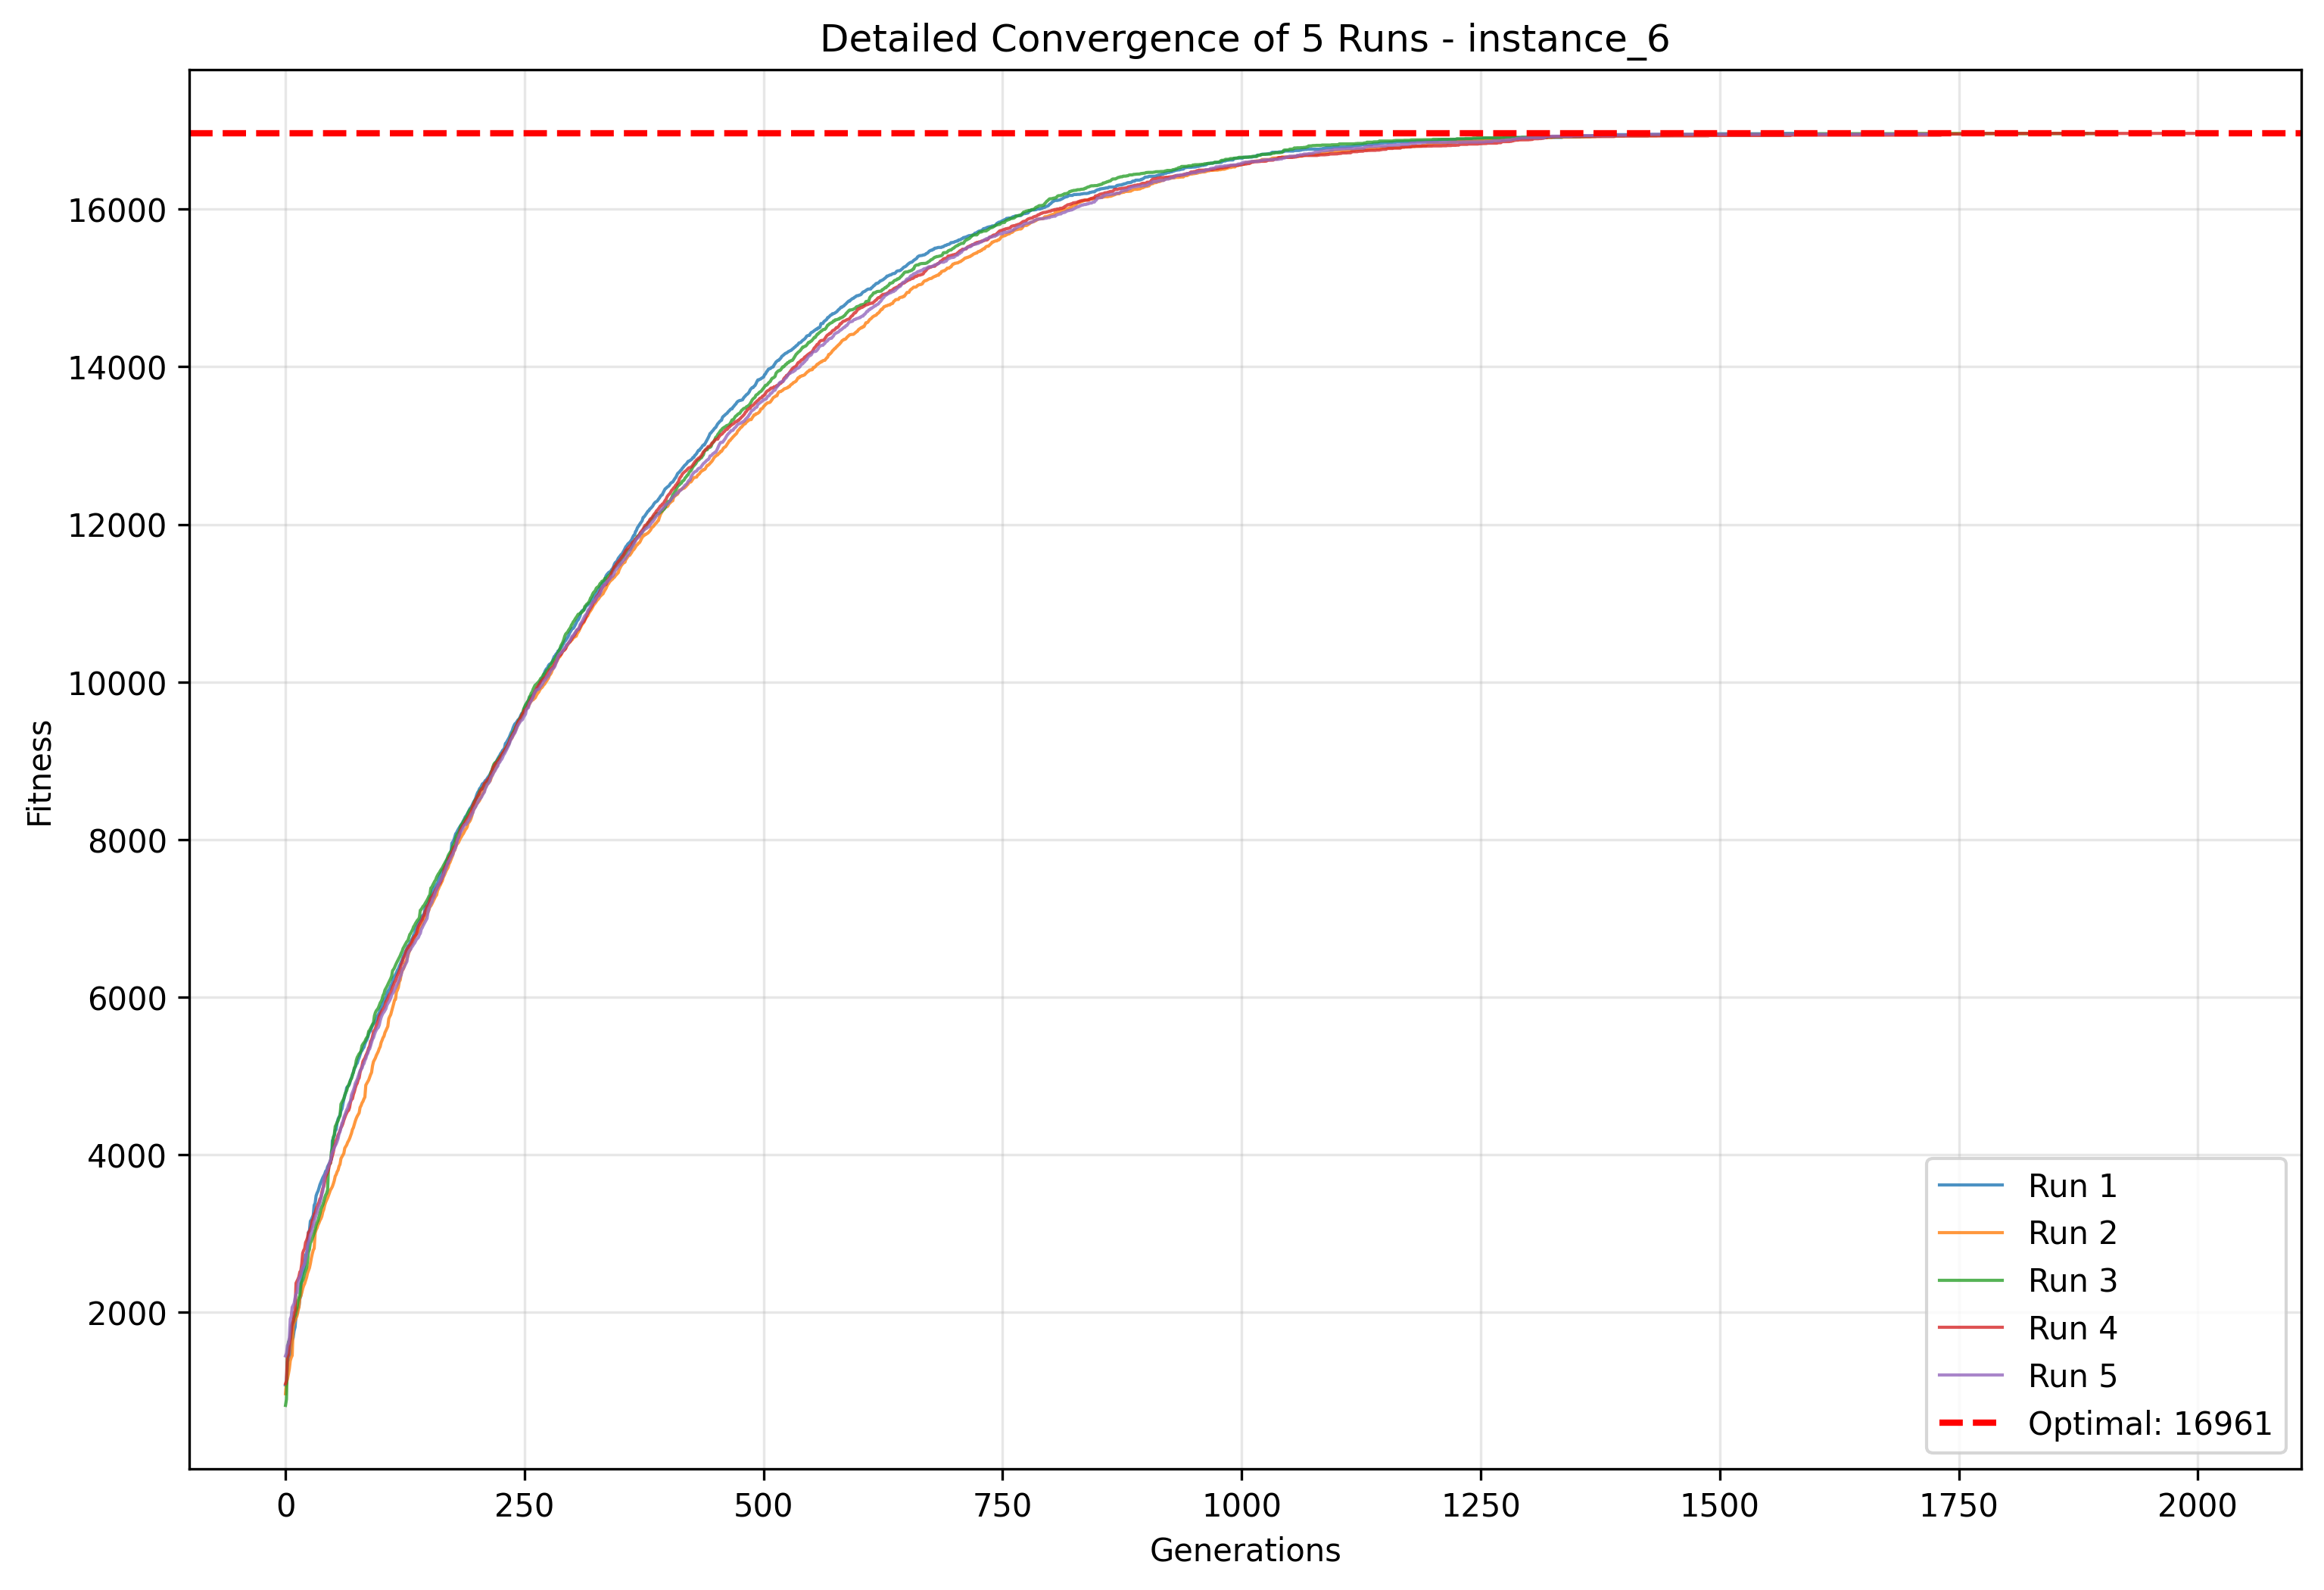 Detailed Convergence of 5 Runs - instance_6
Fitness
16000
14000
12000
10000
8000
6000
4000
2000
0 250 500 750 1000 1250 1500 1750 2000
Generations
Run 1
Run 2
Run 3
Run 4
Run 5
Optimal: 16961